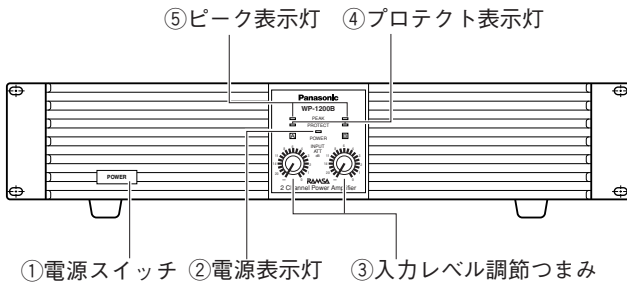 ⑤ピーク表示灯 ④プロテクト表示灯
Panasonic
WP-1200B
PEAK
PROTECT
A B
POWER
INPUT
ATT
dB
POWER
RAMSA
2 Channel Power Amplifier
①電源スイッチ ②電源表示灯 ③入力レベル調節つまみ